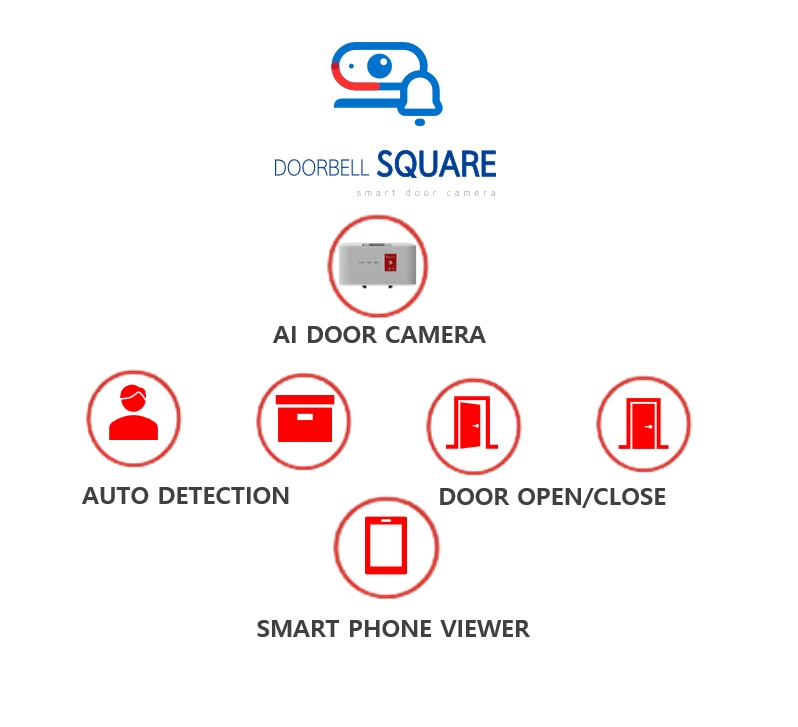 DOORBELL SQUARE
smart door camera
AI DOOR CAMERA
AUTO DETECTION
DOOR OPEN/CLOSE
SMART PHONE VIEWER